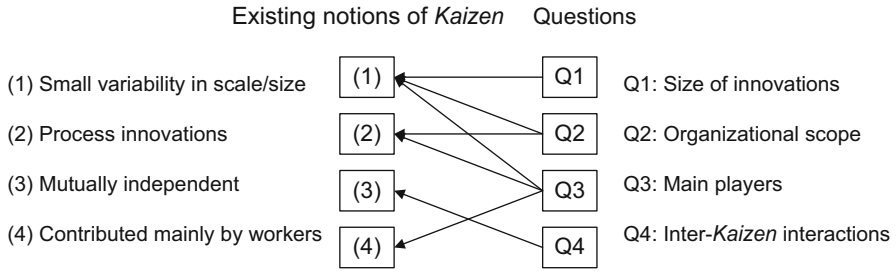 Existing notions of Kaizen Questions
(1) Small variability in scale/size (1) Q1 Q1: Size of innovations
(2) Process innovations (2) Q2 Q2: Organizational scope
(3) Mutually independent (3) Q3 Q3: Main players
(4) Contributed mainly by workers (4) Q4 Q4: Inter-Kaizen interactions